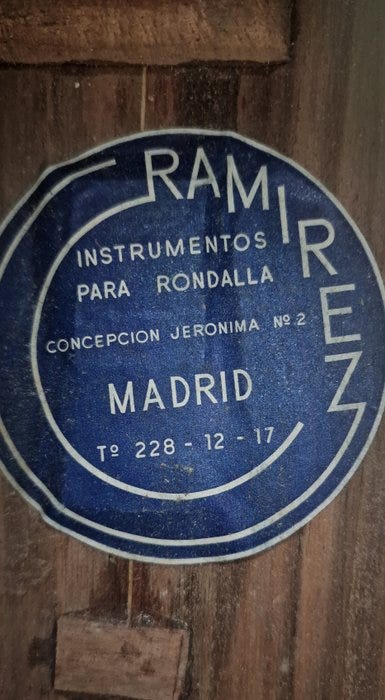 RAMIREZ
INSTRUMENTOS
PARA RONDALLA
CONCEPCION JERONIMA Nº 2
MADRID
Tº 228 - 12 - 17